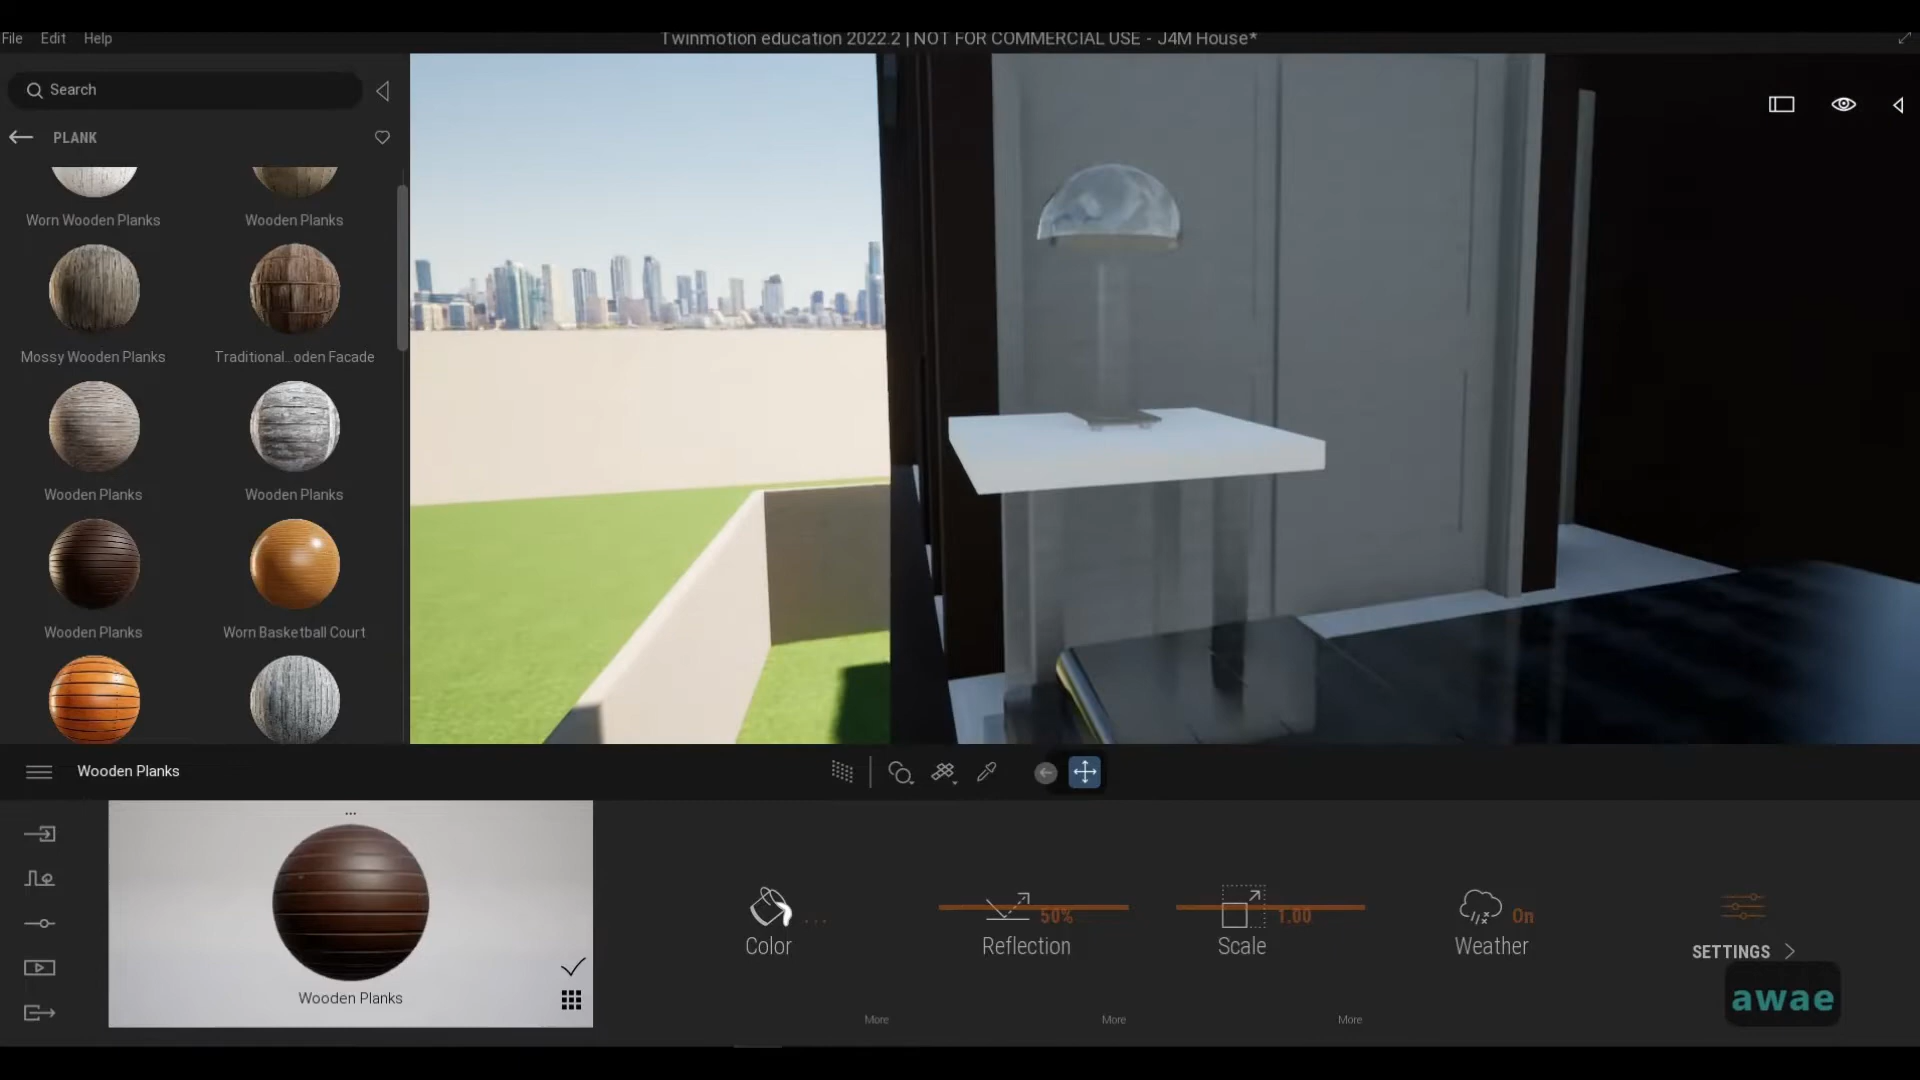 File Edit Help
Twinmotion education 2022.2 | NOT FOR COMMERCIAL USE - J4M House*
Search
PLANK
Worn Wooden Planks
Wooden Planks
Mossy Wooden Planks
Traditional...oden Facade
Wooden Planks
Wooden Planks
Wooden Planks
Worn Basketball Court
Wooden Planks
...
Wooden Planks
Color ...
Reflection 50%
Scale 1.00
Weather On
SETTINGS
More
More
More
awae